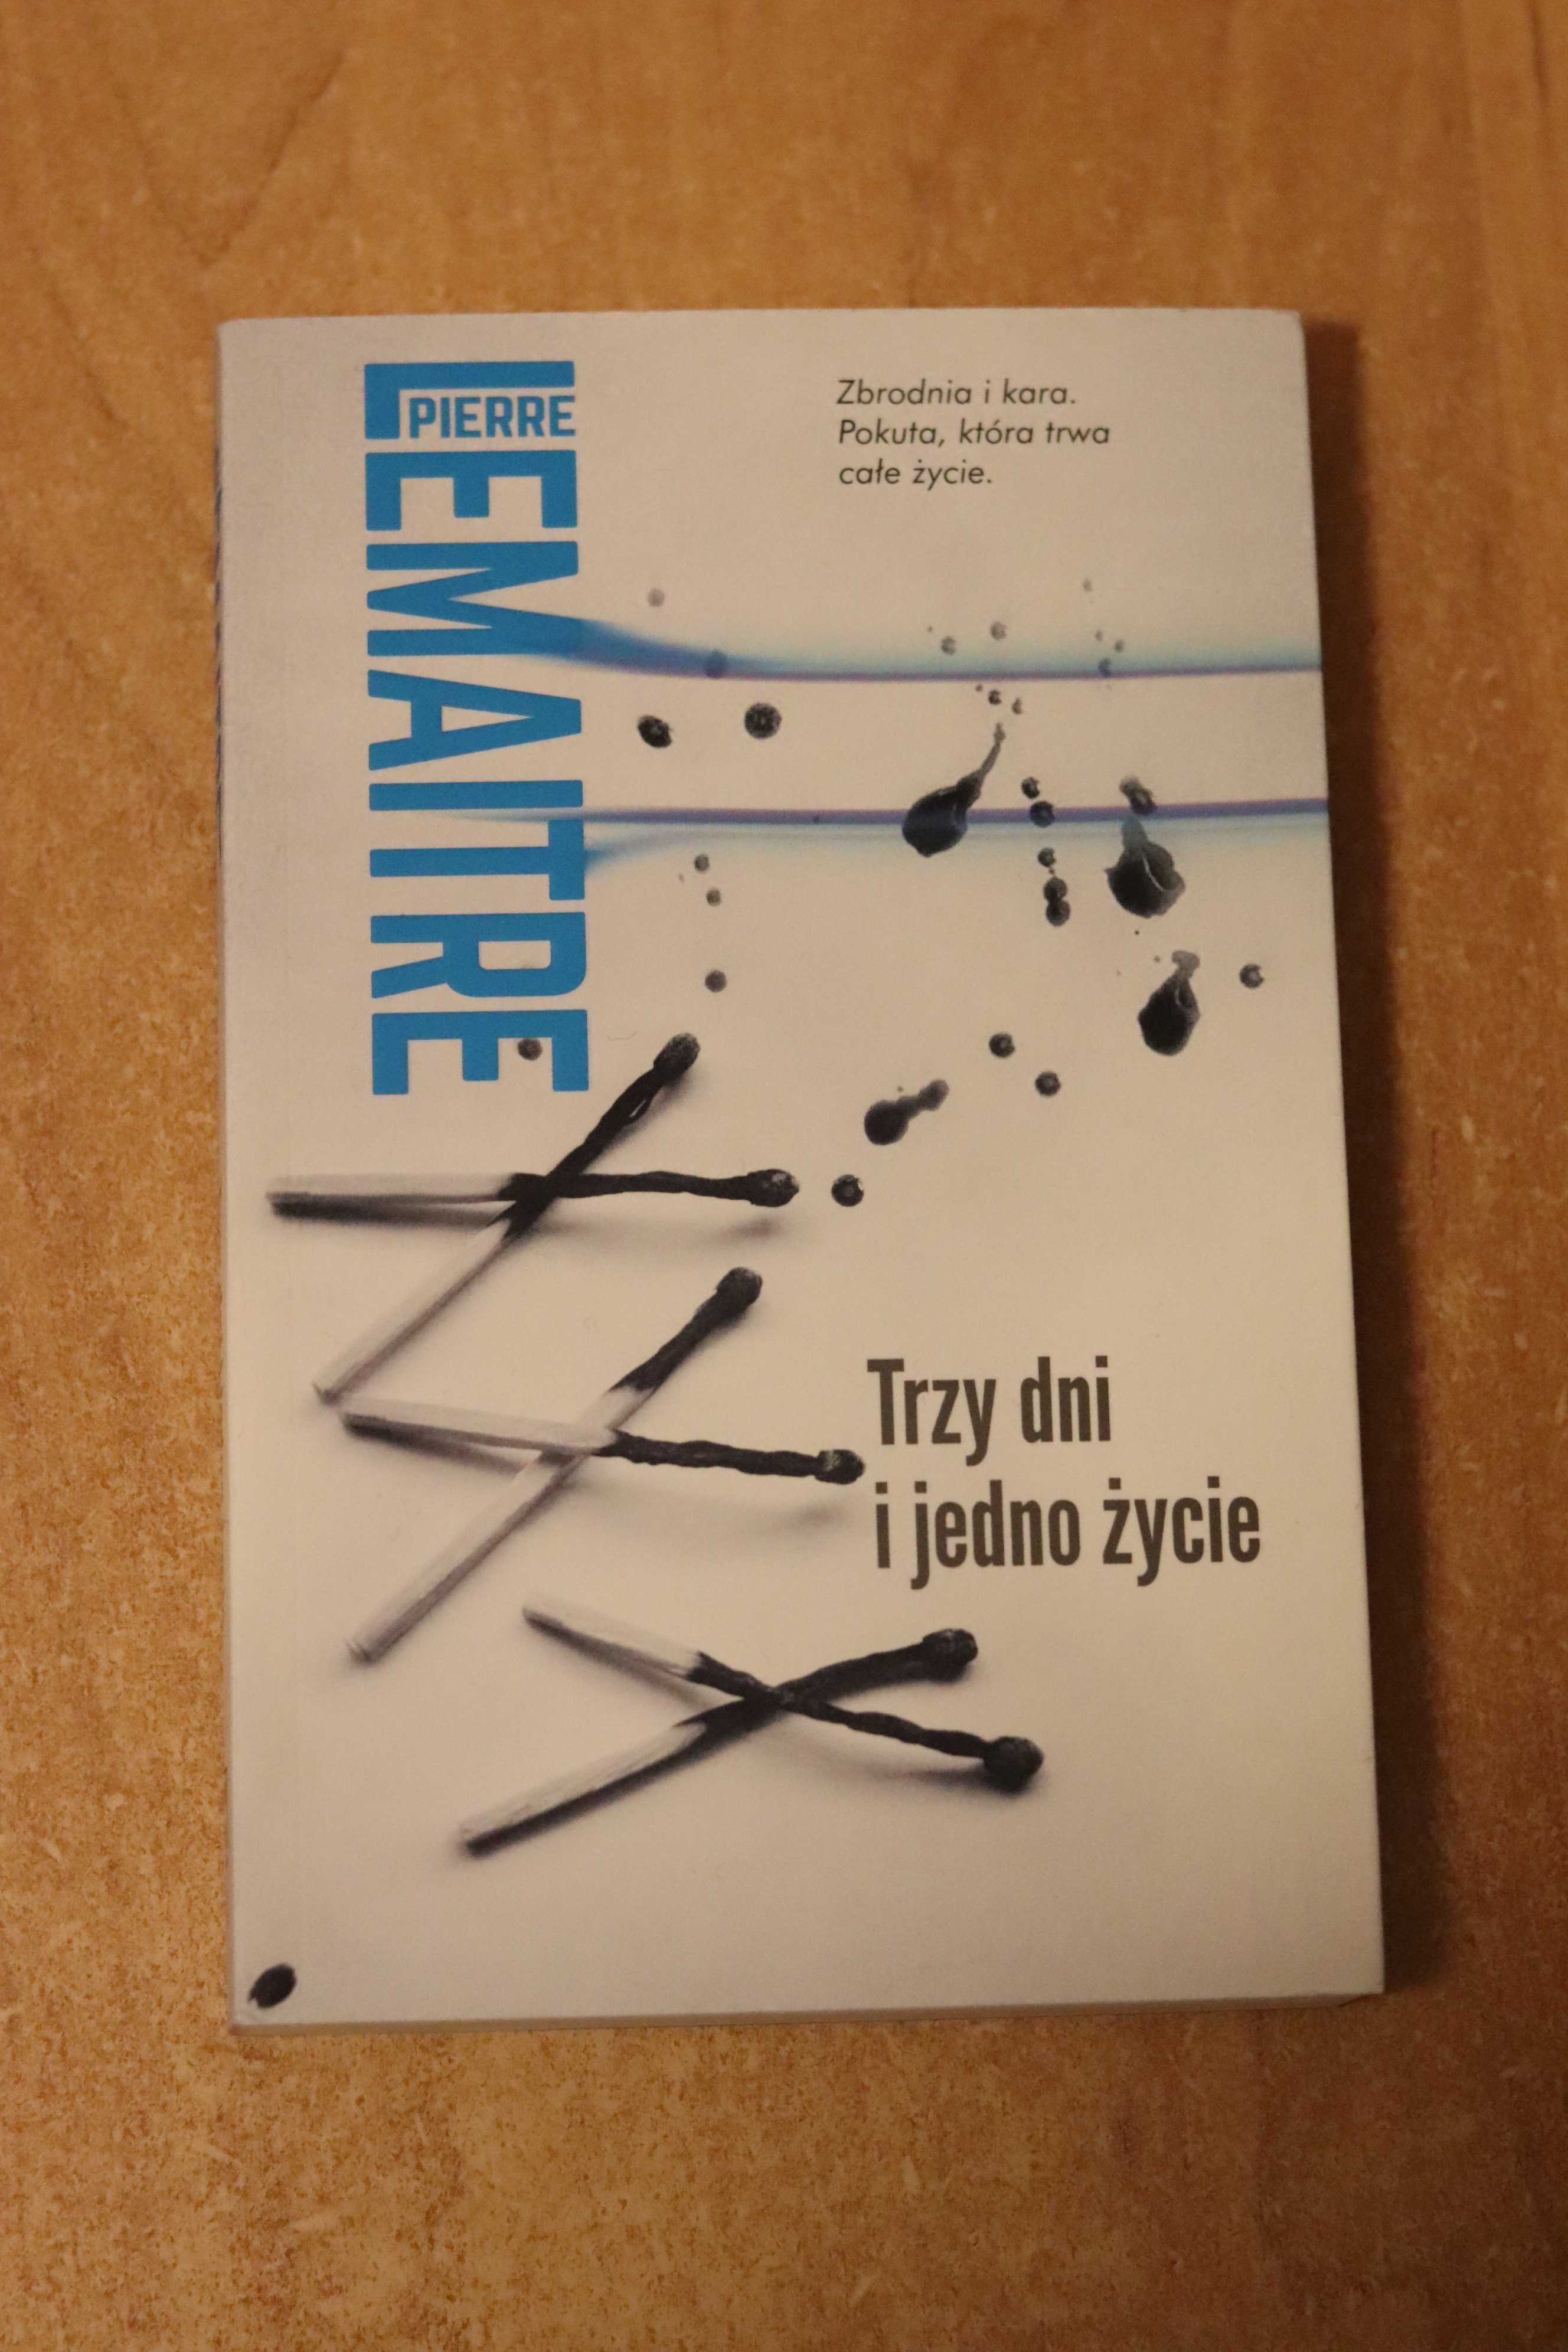 PIERRE
LEMAITRE
Zbrodnia i kara.
Pokuta, która trwa
całe życie.
Trzy dni
i jedno życie